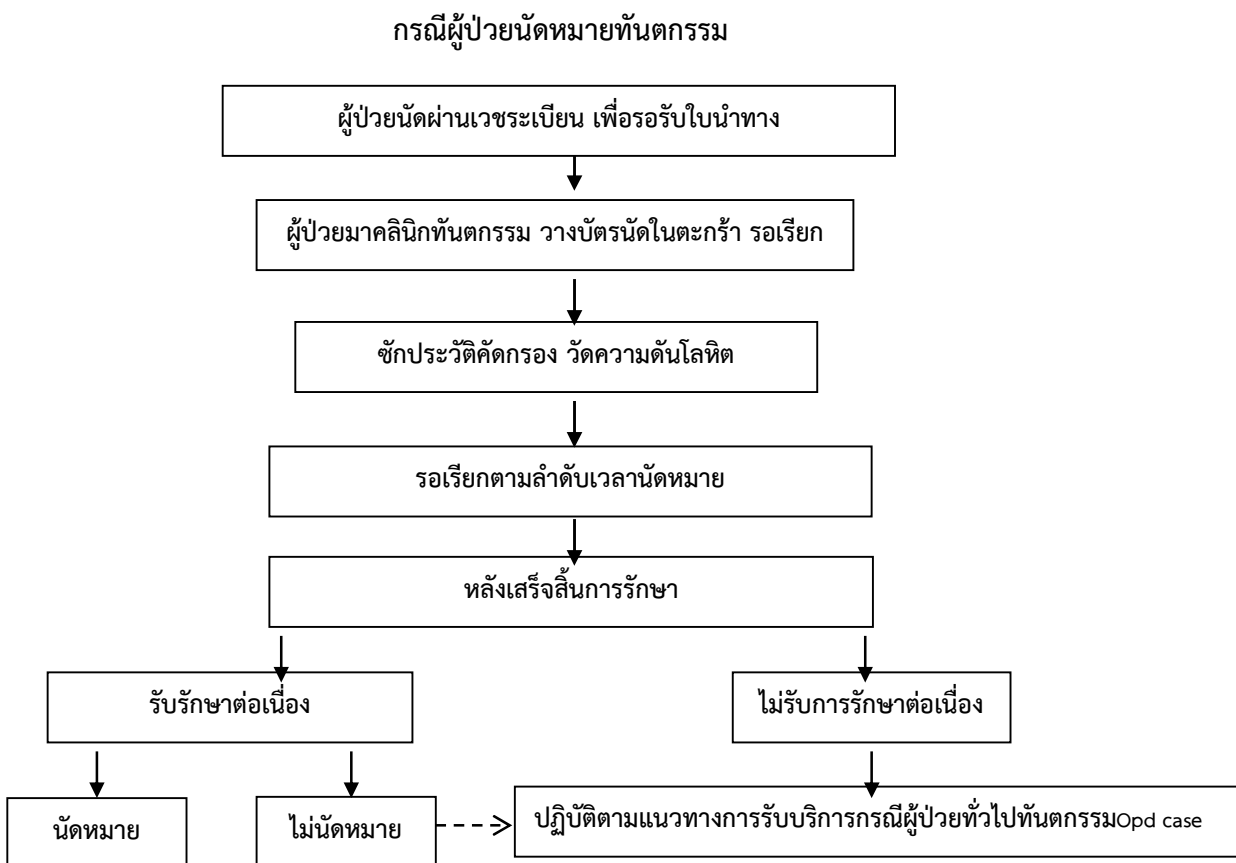 กรณีผู้ป่วยนัดหมายทันตกรรม
ผู้ป่วยนัดผ่านเวชระเบียน เพื่อรอรับใบนำทาง
ผู้ป่วยมาคลินิกทันตกรรม วางบัตรนัดในตะกร้า รอเรียก
ซักประวัติคัดกรอง วัดความดันโลหิต
รอเรียกตามลำดับเวลานัดหมาย
หลังเสร็จสิ้นการรักษา
รับรักษาต่อเนื่อง
ไม่รับการรักษาต่อเนื่อง
นัดหมาย
ไม่นัดหมาย
ปฏิบัติตามแนวทางการรับบริการกรณีผู้ป่วยทั่วไปทันตกรรมOpd case